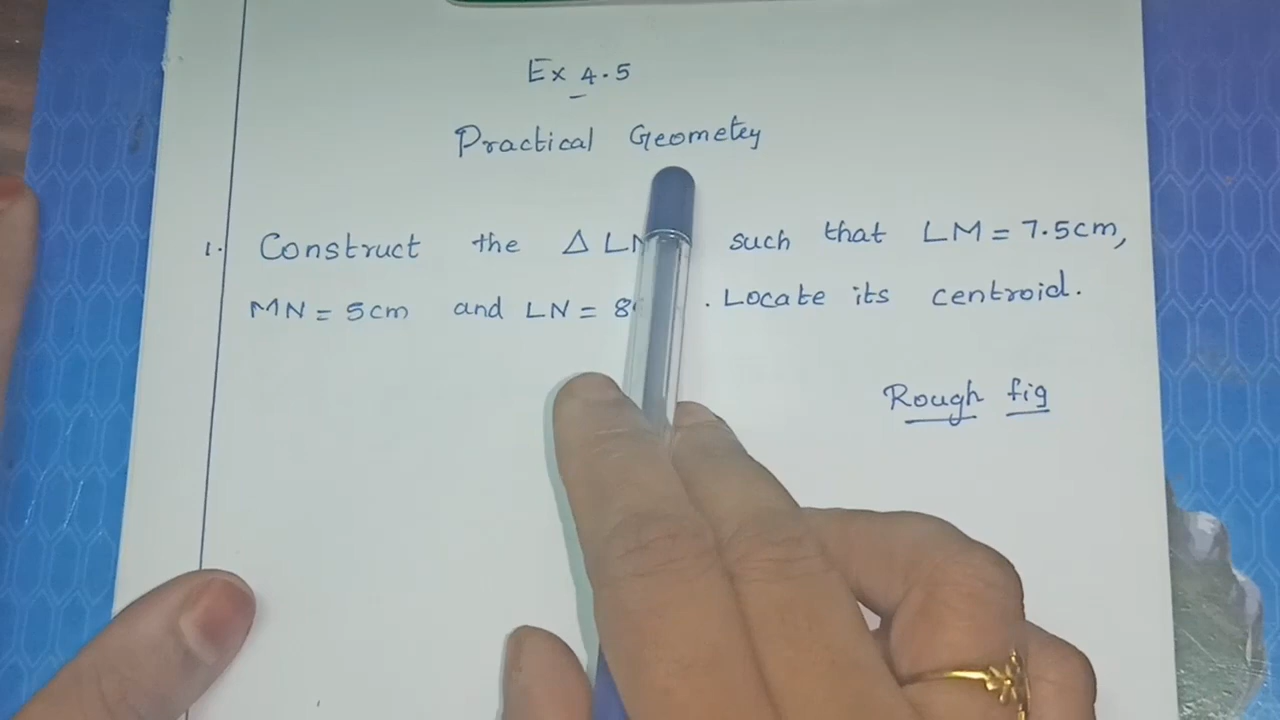 Ex 4.5
Practical Geometry
1. Construct the △ such that LM = 7.5cm,
MN = 5cm and LN = 8 . Locate its centroid.
Rough fig